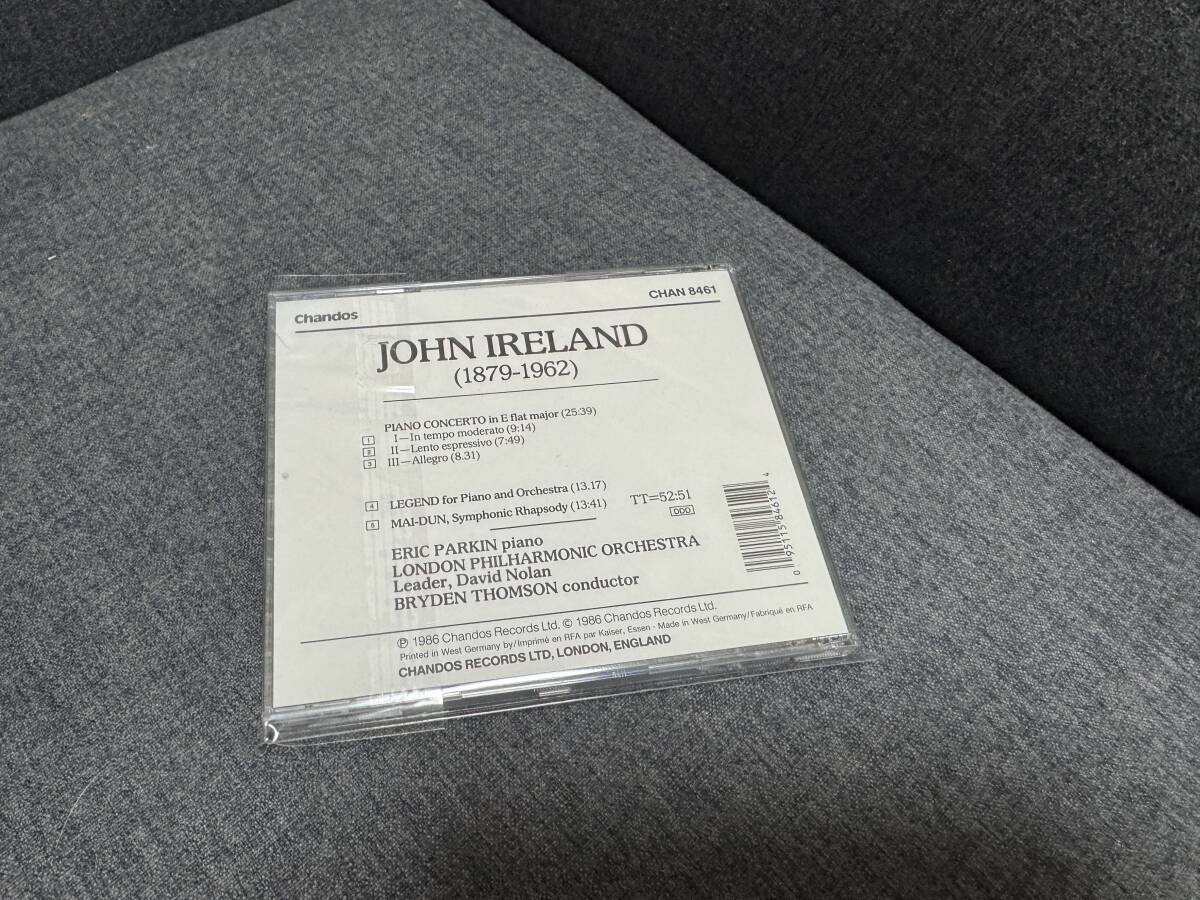 Chandos CHAN 8461
JOHN IRELAND
(1879-1962)
PIANO CONCERTO in E flat major (25:39)
1 I—In tempo moderato (9:14)
2 II—Lento espressivo (7:49)
3 III—Allegro (8.31)
4 LEGEND for Piano and Orchestra (13.17)
5 MAI-DUN, Symphonic Rhapsody (13:41) TT=52:51
DDD
ERIC PARKIN piano
LONDON PHILHARMONIC ORCHESTRA
Leader, David Nolan
BRYDEN THOMSON conductor
0 95115 84612 4
℗ 1986 Chandos Records Ltd. © 1986 Chandos Records Ltd.
Printed in West Germany by/Imprimé en RFA par Kaiser, Essen · Made in West Germany/Fabriqué en RFA
CHANDOS RECORDS LTD, LONDON, ENGLAND